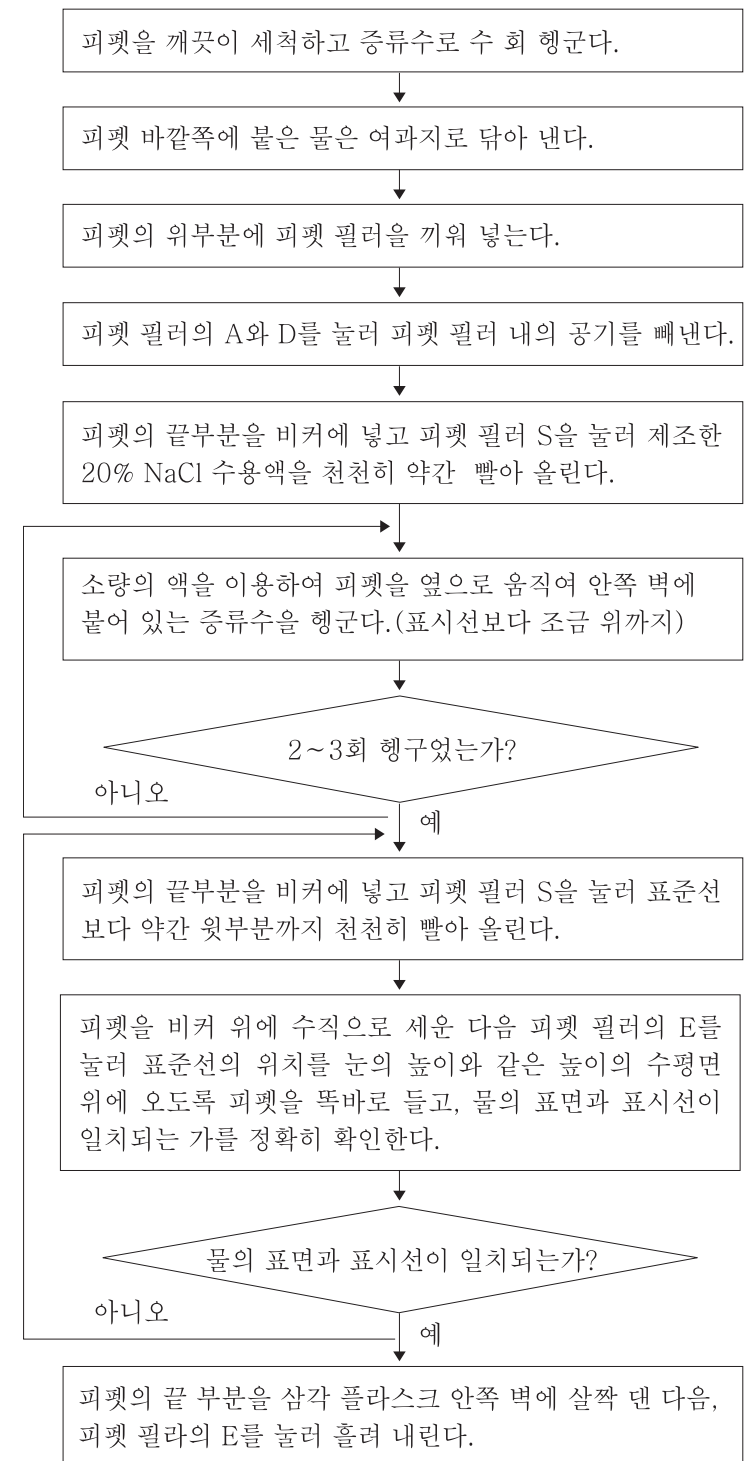 피펫을 깨끗이 세척하고 증류수로 수 회 헹군다.
피펫 바깥쪽에 붙은 물은 여과지로 닦아 낸다.
피펫의 위부분에 피펫 필러을 끼워 넣는다.
피펫 필러의 A와 D를 눌러 피펫 필러 내의 공기를 빼낸다.
피펫의 끝부분을 비커에 넣고 피펫 필러 S을 눌러 제조한
20% NaCl 수용액을 천천히 약간 빨아 올린다.
소량의 액을 이용하여 피펫을 옆으로 움직여 안쪽 벽에
붙어 있는 증류수을 헹군다.(표시선보다 조금 위까지)
2~3회 헹구었는가?
아니오
예
피펫의 끝부분을 비커에 넣고 피펫 필러 S을 눌러 표준선
보다 약간 윗부분까지 천천히 빨아 올린다.
피펫을 비커 위에 수직으로 세운 다음 피펫 필러의 E를
눌러 표준선의 위치를 눈의 높이와 같은 높이의 수평면
위에 오도록 피펫을 똑바로 들고, 물의 표면과 표시선이
일치되는 가를 정확히 확인한다.
물의 표면과 표시선이 일치되는가?
아니오
예
피펫의 끝 부분을 삼각 플라스크 안쪽 벽에 살짝 댄 다음,
피펫 필라의 E를 눌러 흘려 내린다.